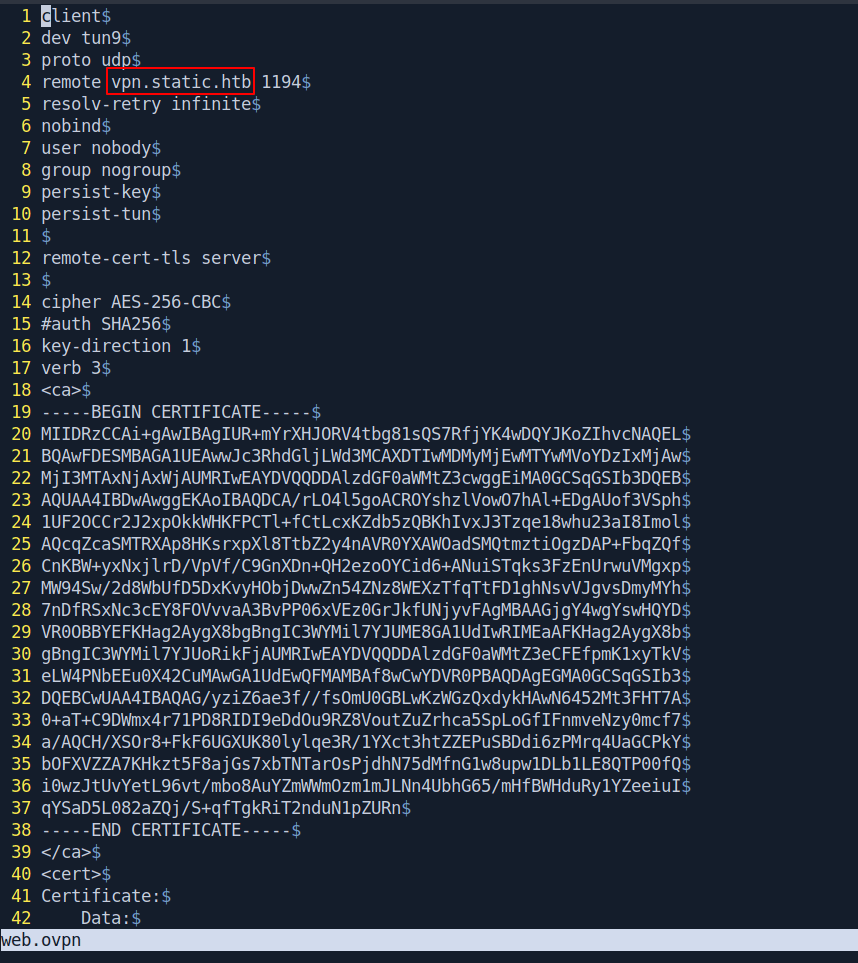 1 client$
2 dev tun9$
3 proto udp$
4 remote vpn.static.htb 1194$
5 resolv-retry infinite$
6 nobind$
7 user nobody$
8 group nogroup$
9 persist-key$
10 persist-tun$
11 $
12 remote-cert-tls server$
13 $
14 cipher AES-256-CBC$
15 #auth SHA256$
16 key-direction 1$
17 verb 3$
18 <ca>$
19 -----BEGIN CERTIFICATE-----$
20 MIIDRzCCAi+gAwIBAgIUR+mYrXHJORV4tbg81sQS7RfjYK4wDQYJKoZIhvcNAQEL$
21 BQAwFDESMBAGA1UEAwwJc3RhdGljLWd3MCAXDTIwMDMyMjEwMTYwMVoYDzIxMjAw$
22 MjI3MTAxNjAxWjAUMRIwEAYDVQQDDAlzdGF0aWMtZ3cwggEiMA0GCSqGSIb3DQEB$
23 AQUAA4IBDwAwggEKAoIBAQDCA/rLO4l5goACROYshzlVowO7hAl+EDgAUof3VSph$
24 1UF2OCCr2J2xpOkkWHKFPCTl+fCtLcxKZdb5zQBKhIvxJ3Tzqe18whu23aI8Imol$
25 AQcqZcaSMTRXAp8HKsrxpXl8TtbZ2y4nAVR0YXAWOadSMQtmztiOgzDAP+FbqZQf$
26 CnKBW+yxNxjlrD/VpVf/C9GnXDn+QH2ezoOYCid6+ANuiSTqks3FzEnUrwuVMgxp$
27 MW94Sw/2d8WbUfD5DxKvyHObjDwwZn54ZNz8WEXzTfqTtFD1ghNsvVJgvsDmyMYh$
28 7nDfRSxNc3cEY8FOVvvaA3BvPP06xVEz0GrJkfUNjyvFAgMBAAGjgY4wgYswHQYD$
29 VR0OBBYEFKHag2AygX8bgBngIC3WYMil7YJUME8GA1UdIwRIMEaAFKHag2AygX8b$
30 gBngIC3WYMil7YJUoRikFjAUMRIwEAYDVQQDDAlzdGF0aWMtZ3eCFEfpmK1xyTkV$
31 eLW4PNbEEu0X42CuMAwGA1UdEwQFMAMBAf8wCwYDVR0PBAQDAgEGMA0GCSqGSIb3$
32 DQEBCwUAA4IBAQAG/yziZ6ae3f//fsOmU0GBLwKzWGzQxdykHAwN6452Mt3FHT7A$
33 0+aT+C9DWmx4r71PD8RIDI9eDdOu9RZ8VoutZuZrhca5SpLoGfIFnmveNzy0mcf7$
34 a/AQCH/XSOr8+FkF6UGXUK80lylqe3R/1YXct3htZZEPuSBDdi6zPMrq4UaGCPkY$
35 bOFXVZZA7KHkzt5F8ajGs7xbTNTarOsPjdhN75dMfnG1w8upw1DLb1LE8QTP00fQ$
36 i0wzJtUvYetL96vt/mbo8AuYZmWWmOzm1mJLNn4UbhG65/mHfBWHduRy1YZeeiuI$
37 qYSaD5L082aZQj/S+qfTgkRiT2nduN1pZURn$
38 -----END CERTIFICATE-----$
39 </ca>$
40 <cert>$
41 Certificate:$
42     Data:$
web.ovpn